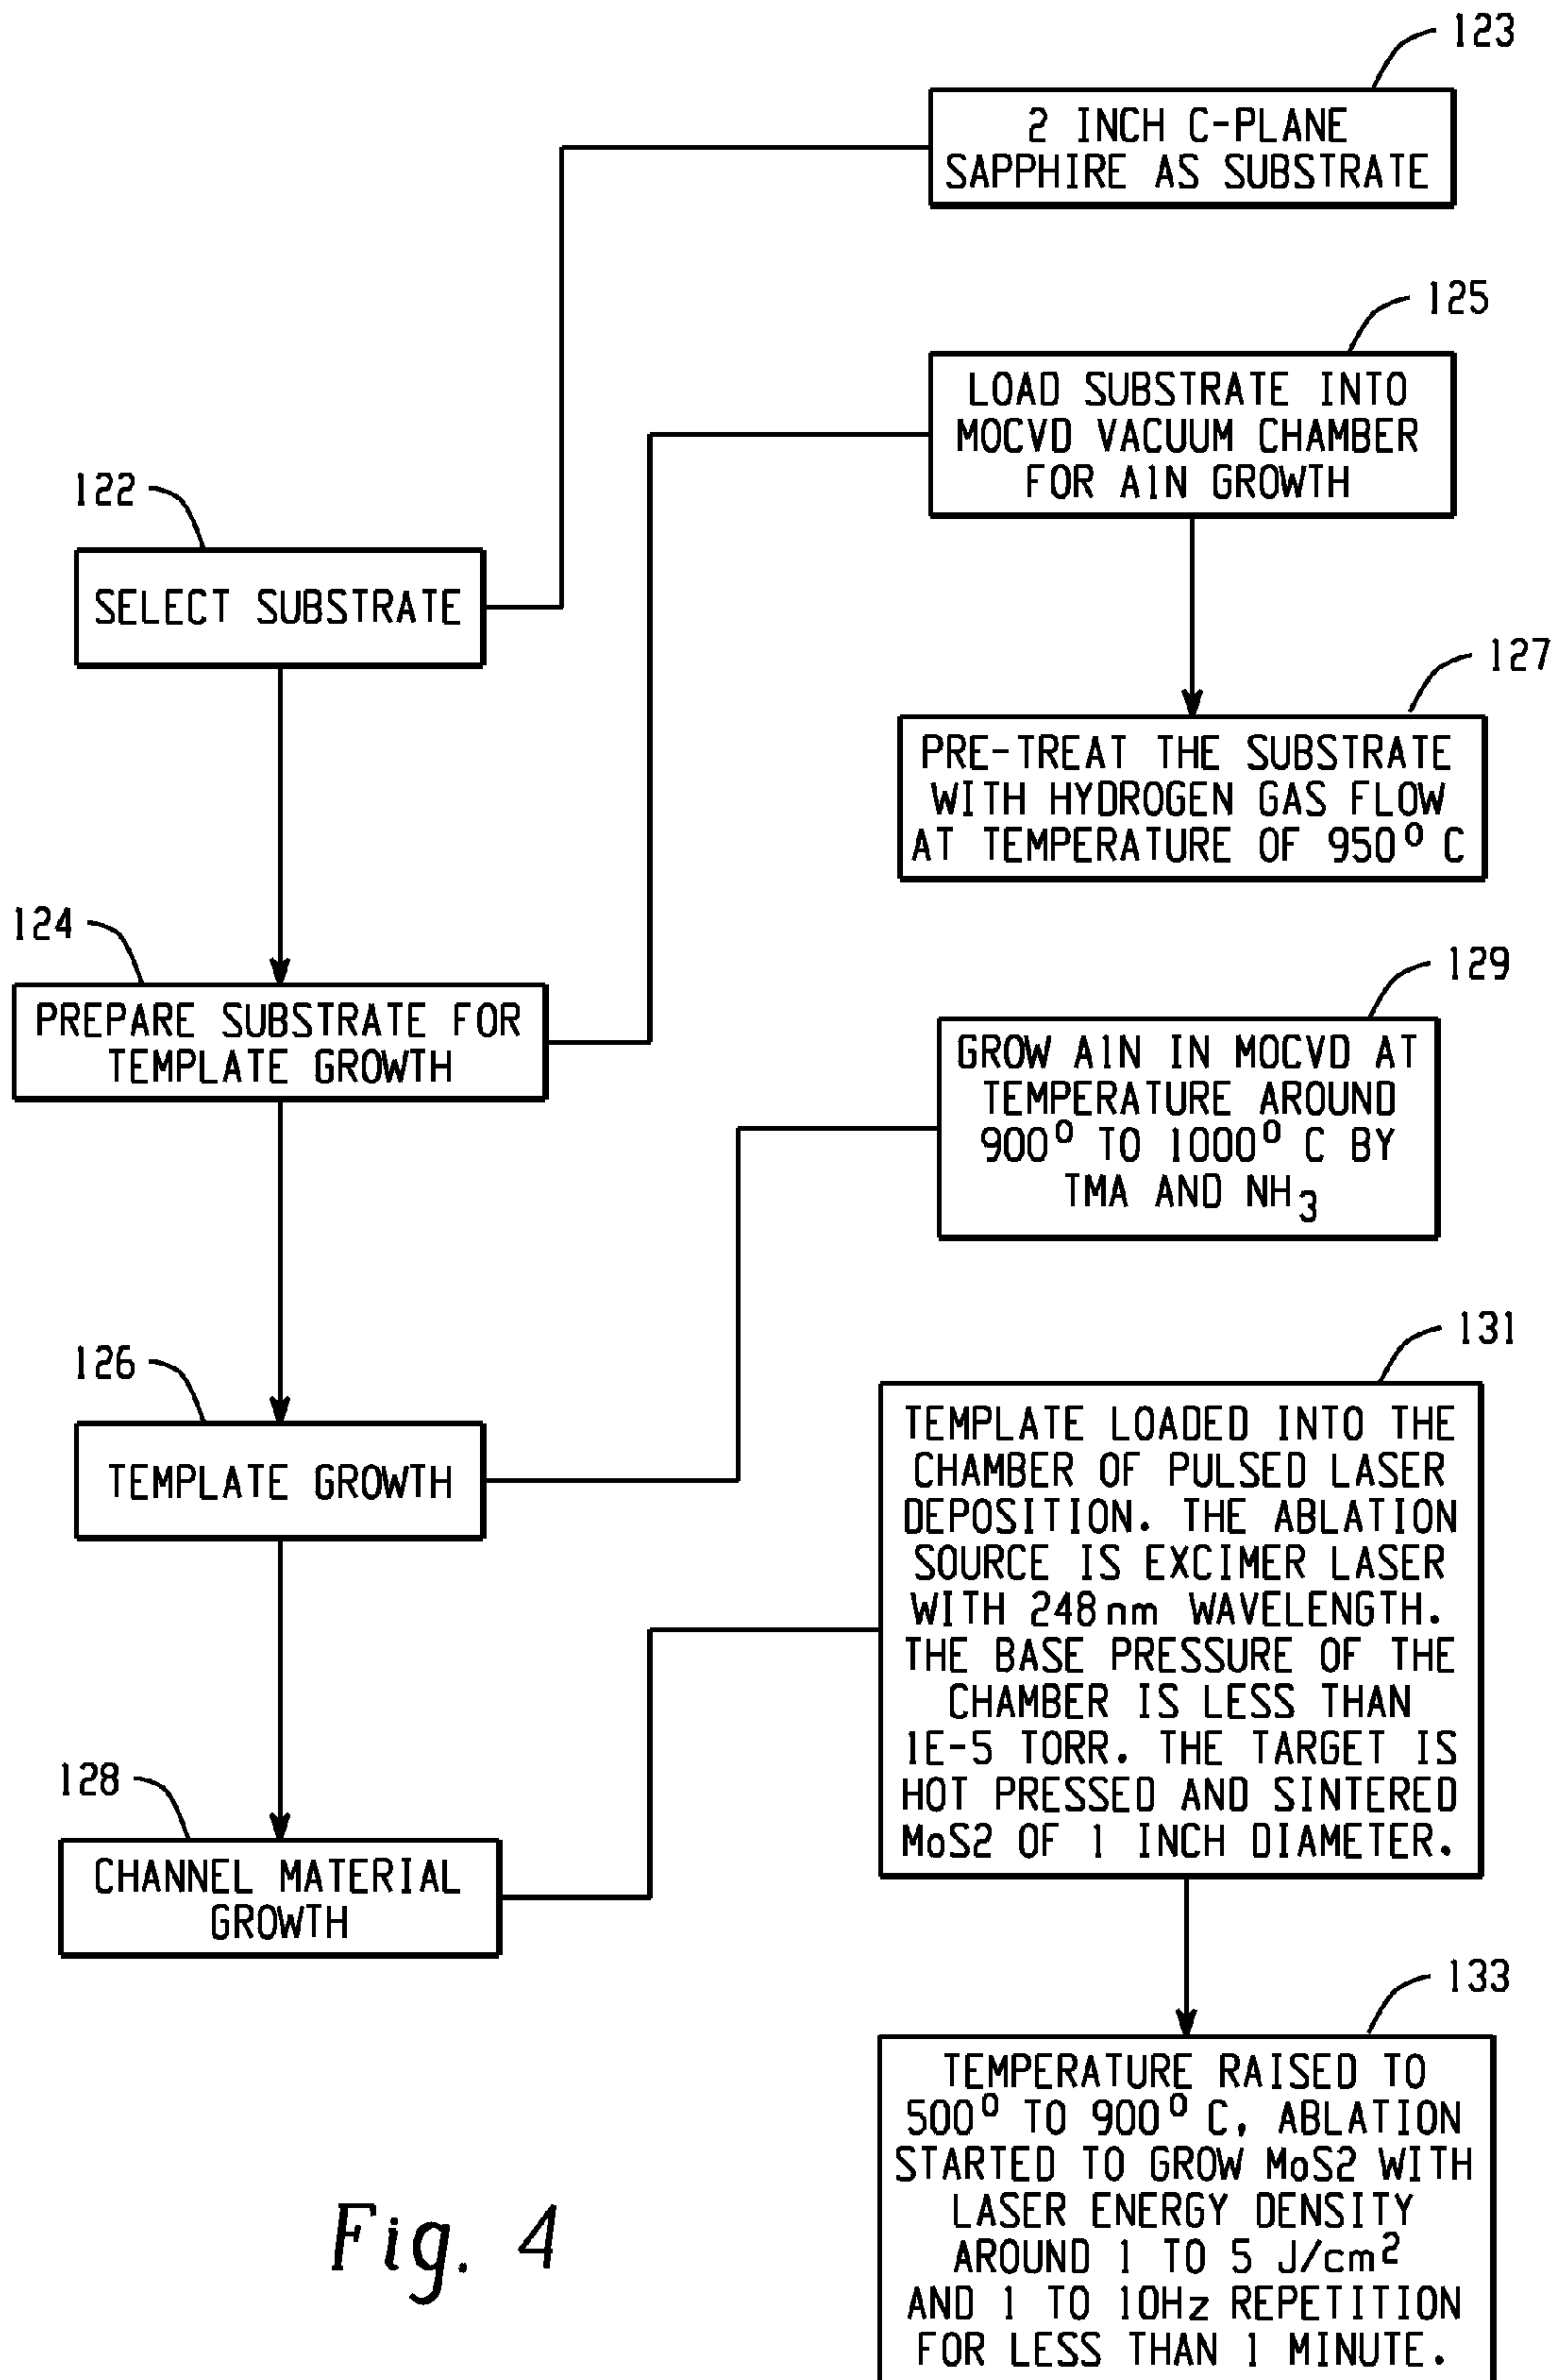 123
2 INCH C-PLANE
SAPPHIRE AS SUBSTRATE
125
LOAD SUBSTRATE INTO
MOCVD VACUUM CHAMBER
FOR A1N GROWTH
122
SELECT SUBSTRATE
127
PRE-TREAT THE SUBSTRATE
WITH HYDROGEN GAS FLOW
AT TEMPERATURE OF 950° C
124
PREPARE SUBSTRATE FOR
TEMPLATE GROWTH
129
GROW A1N IN MOCVD AT
TEMPERATURE AROUND
900° TO 1000° C BY
TMA AND NH3
126
TEMPLATE GROWTH
131
TEMPLATE LOADED INTO THE
CHAMBER OF PULSED LASER
DEPOSITION. THE ABLATION
SOURCE IS EXCIMER LASER
WITH 248nm WAVELENGTH.
THE BASE PRESSURE OF THE
CHAMBER IS LESS THAN
1E-5 TORR. THE TARGET IS
HOT PRESSED AND SINTERED
MoS2 OF 1 INCH DIAMETER.
128
CHANNEL MATERIAL
GROWTH
133
TEMPERATURE RAISED TO
500° TO 900° C, ABLATION
STARTED TO GROW MoS2 WITH
LASER ENERGY DENSITY
AROUND 1 TO 5 J/cm²
AND 1 TO 10Hz REPETITION
FOR LESS THAN 1 MINUTE.
Fig. 4